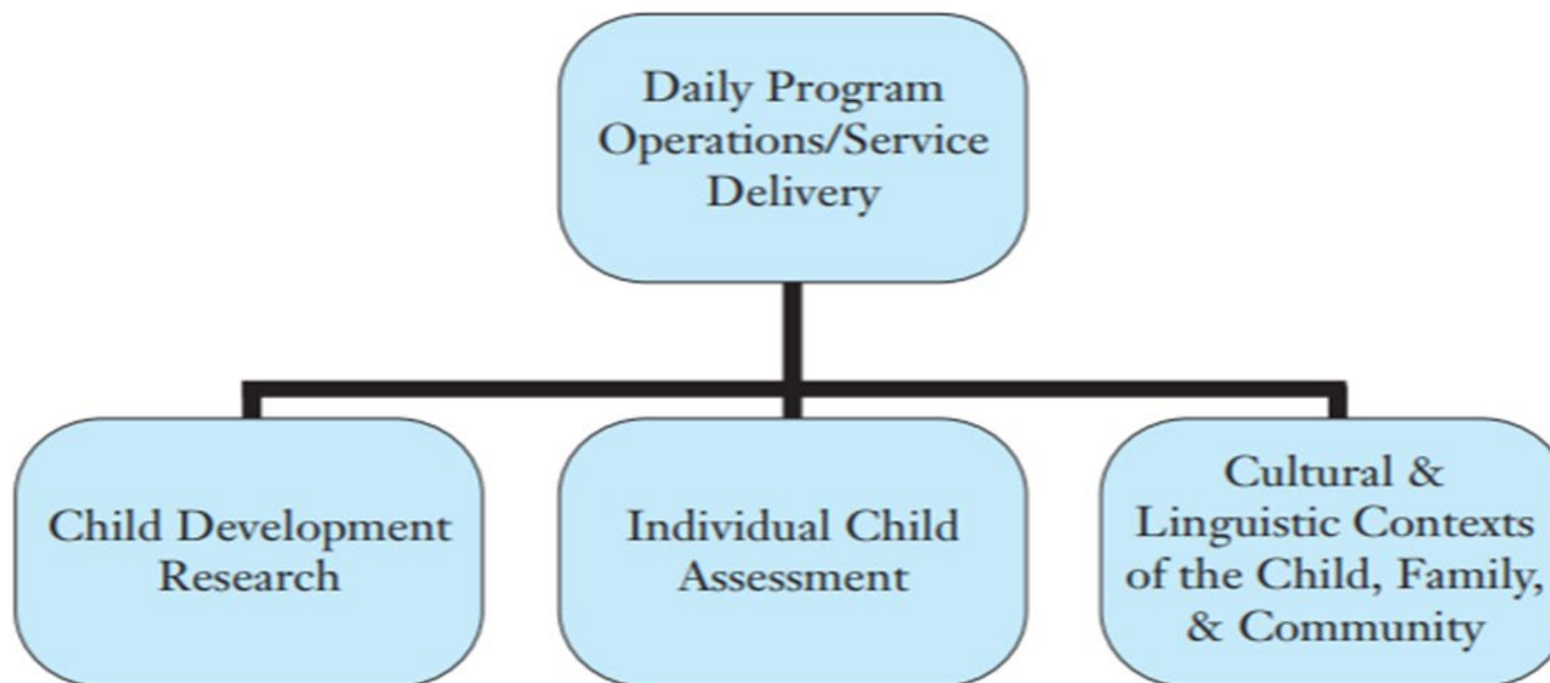 Daily Program
Operations/Service
Delivery
Child Development
Research
Individual Child
Assessment
Cultural &
Linguistic Contexts
of the Child, Family,
& Community